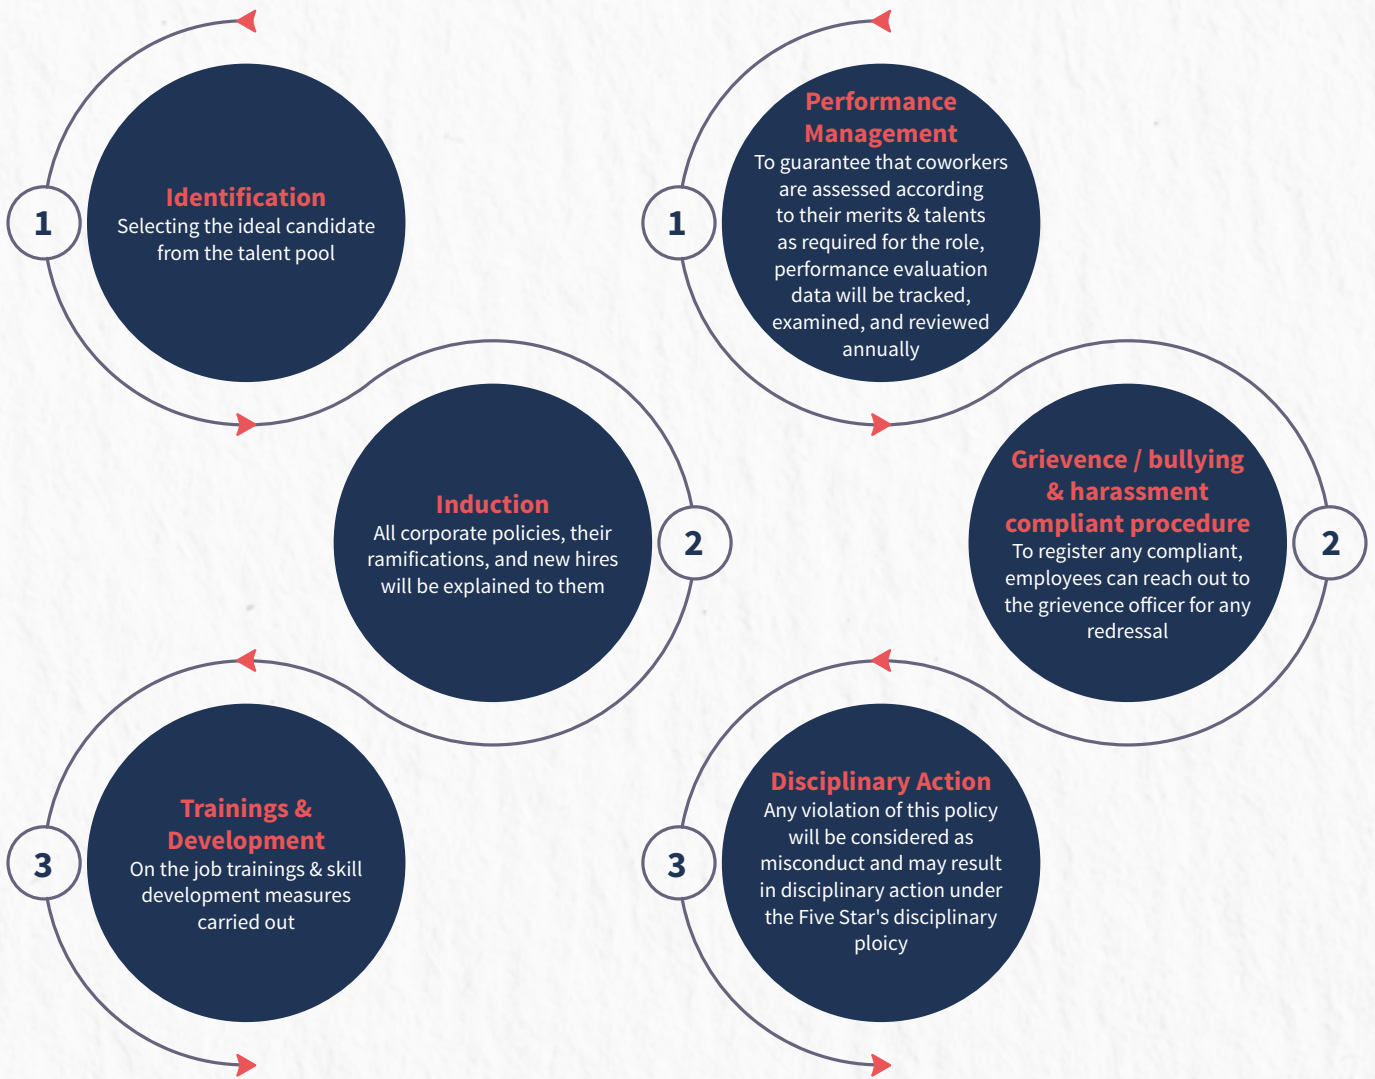 1
Identification
Selecting the ideal candidate
from the talent pool
2
Induction
All corporate policies, their
ramifications, and new hires
will be explained to them
3
Trainings &
Development
On the job trainings & skill
development measures
carried out
1
Performance
Management
To guarantee that coworkers
are assessed according
to their merits & talents
as required for the role,
performance evaluation
data will be tracked,
examined, and reviewed
annually
2
Grievence / bullying
& harassment
compliant procedure
To register any compliant,
employees can reach out to
the grievence officer for any
redressal
3
Disciplinary Action
Any violation of this policy
will be considered as
misconduct and may result
in disciplinary action under
the Five Star's disciplinary
ploicy